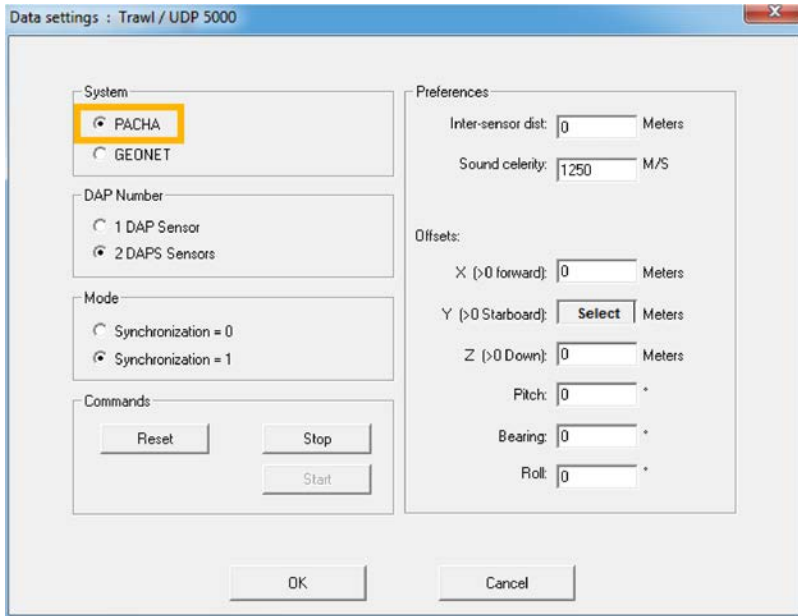 Data settings : Trawl / UDP 5000
System
PACHA
GEONET
DAP Number
1 DAP Sensor
2 DAPS Sensors
Mode
Synchronization = 0
Synchronization = 1
Commands
Reset
Stop
Start
Preferences
Inter-sensor dist: 0 Meters
Sound celerity: 1250 M/S
Offsets:
X (>0 forward): 0 Meters
Y (>0 Starboard): Select Meters
Z (>0 Down): 0 Meters
Pitch: 0 °
Bearing: 0 °
Roll: 0 °
OK
Cancel